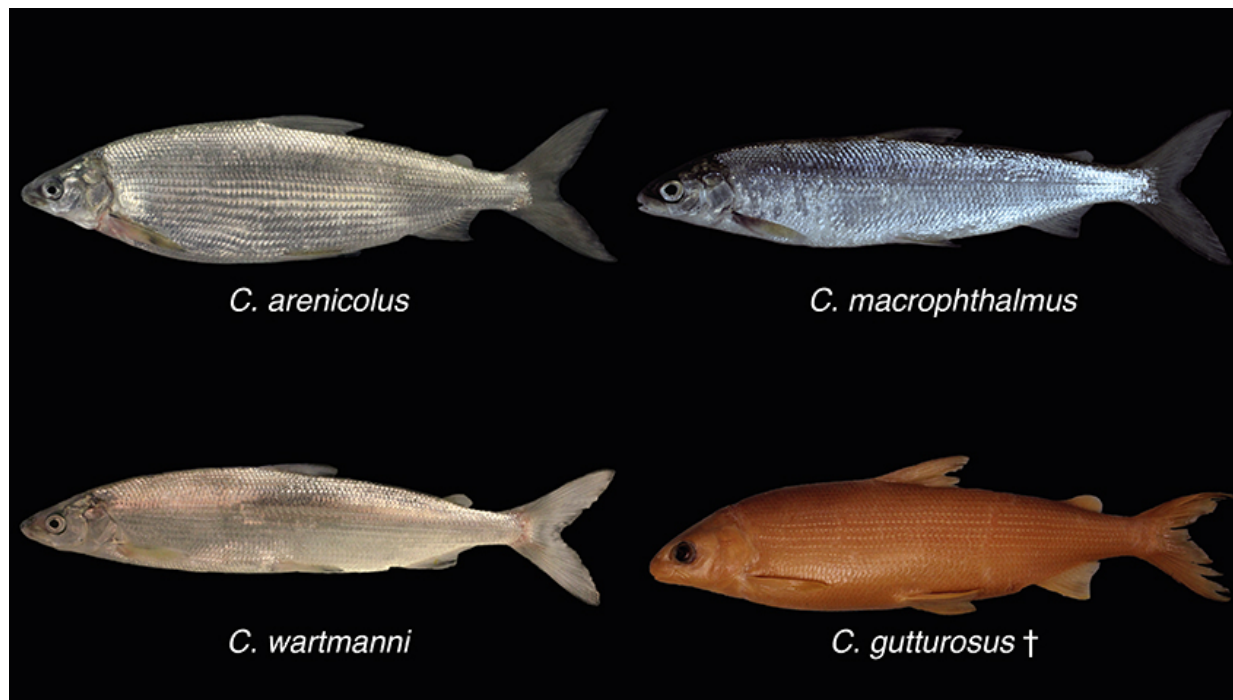 C. arenicolus
C. macrophthalmus
C. wartmanni
C. gutturosus †